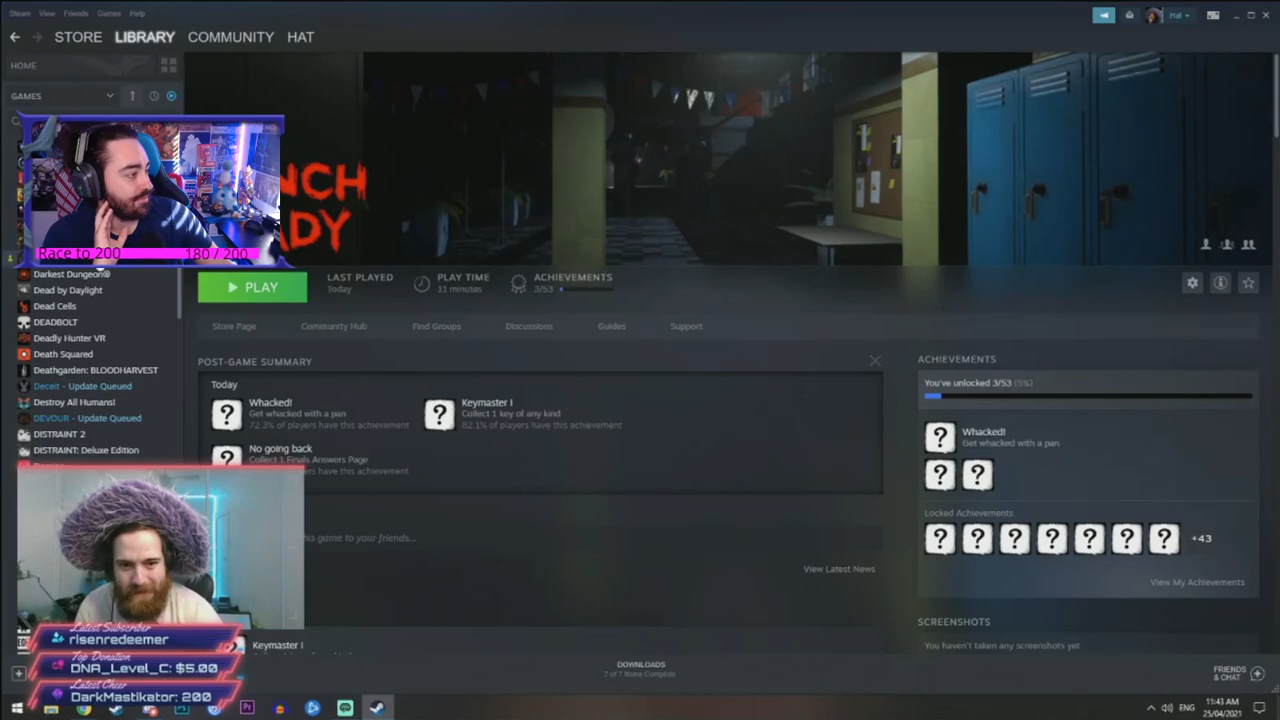 Steam View Friends Games Help
Hat
STORE LIBRARY COMMUNITY HAT
HOME
GAMES
NCH
ADY
Race to 200 180 / 200
Darkest Dungeon®
Dead by Daylight
Dead Cells
DEADBOLT
Deadly Hunter VR
Death Squared
Deathgarden: BLOODHARVEST
Deceit - Update Queued
Destroy All Humans!
DEVOUR - Update Queued
DISTRAINT 2
DISTRAINT: Deluxe Edition
PLAY
LAST PLAYED
Today
PLAY TIME
11 minutes
ACHIEVEMENTS
3/53
Store Page Community Hub Find Groups Discussions Guides Support
POST-GAME SUMMARY
Today
Whacked!
Get whacked with a pan
72.3% of players have this achievement
Keymaster I
Collect 1 key of any kind
82.1% of players have this achievement
No going back
Collect 1 Finals Answers Page
players have this achievement
this game to your friends...
View Latest News
Keymaster I
ACHIEVEMENTS
You've unlocked 3/53 (5%)
Whacked!
Get whacked with a pan
Locked Achievements
+43
View My Achievements
SCREENSHOTS
You haven't taken any screenshots yet
Latest Subscriber
risenredeemer
Top Donation
DNA_Level_C: $5.00
Latest Cheer
DarkMastikator: 200
DOWNLOADS
7 of 7 Items Complete
FRIENDS
& CHAT
ENG
11:43 AM
25/04/2021